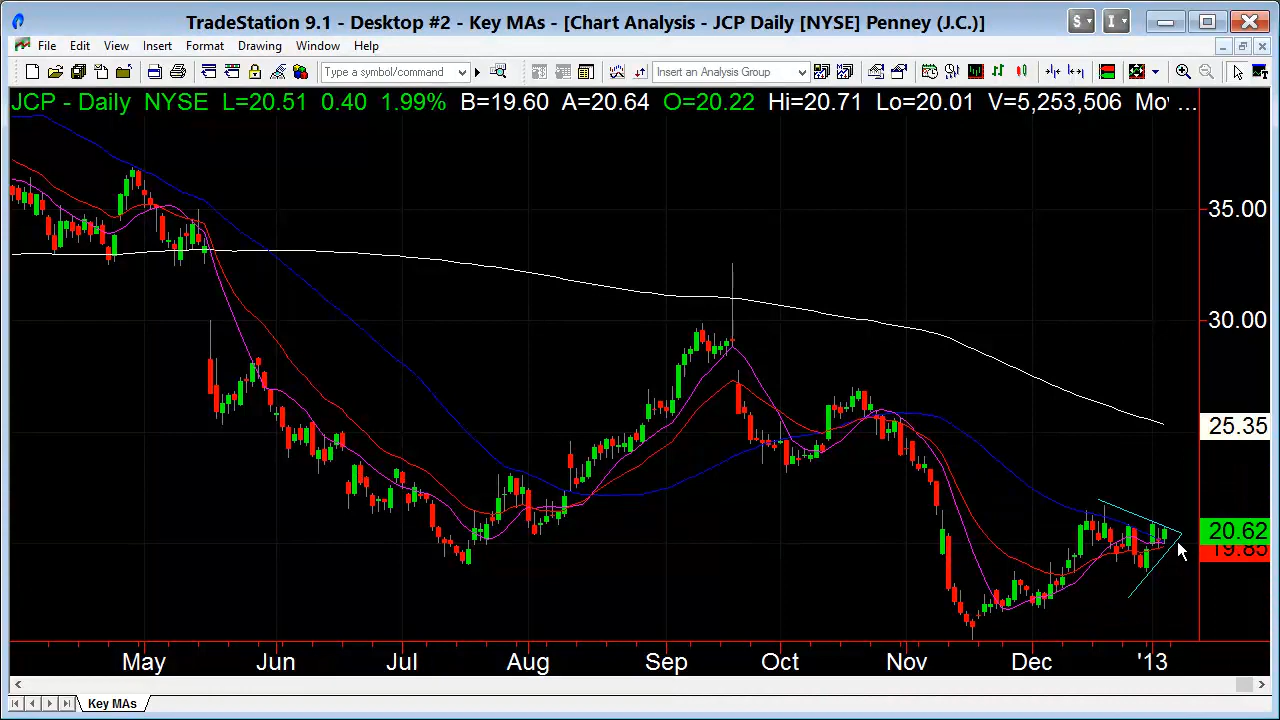 TradeStation 9.1 - Desktop #2 - Key MAs - [Chart Analysis - JCP Daily [NYSE] Penney (J.C.)]
S I
File Edit View Insert Format Drawing Window Help
Type a symbol/command Insert an Analysis Group
JCP - Daily NYSE L=20.51 0.40 1.99% B=19.60 A=20.64 O=20.22 Hi=20.71 Lo=20.01 V=5,253,506 Mov ...
35.00
30.00
25.35
20.62
19.85
May Jun Jul Aug Sep Oct Nov Dec '13
Key MAs